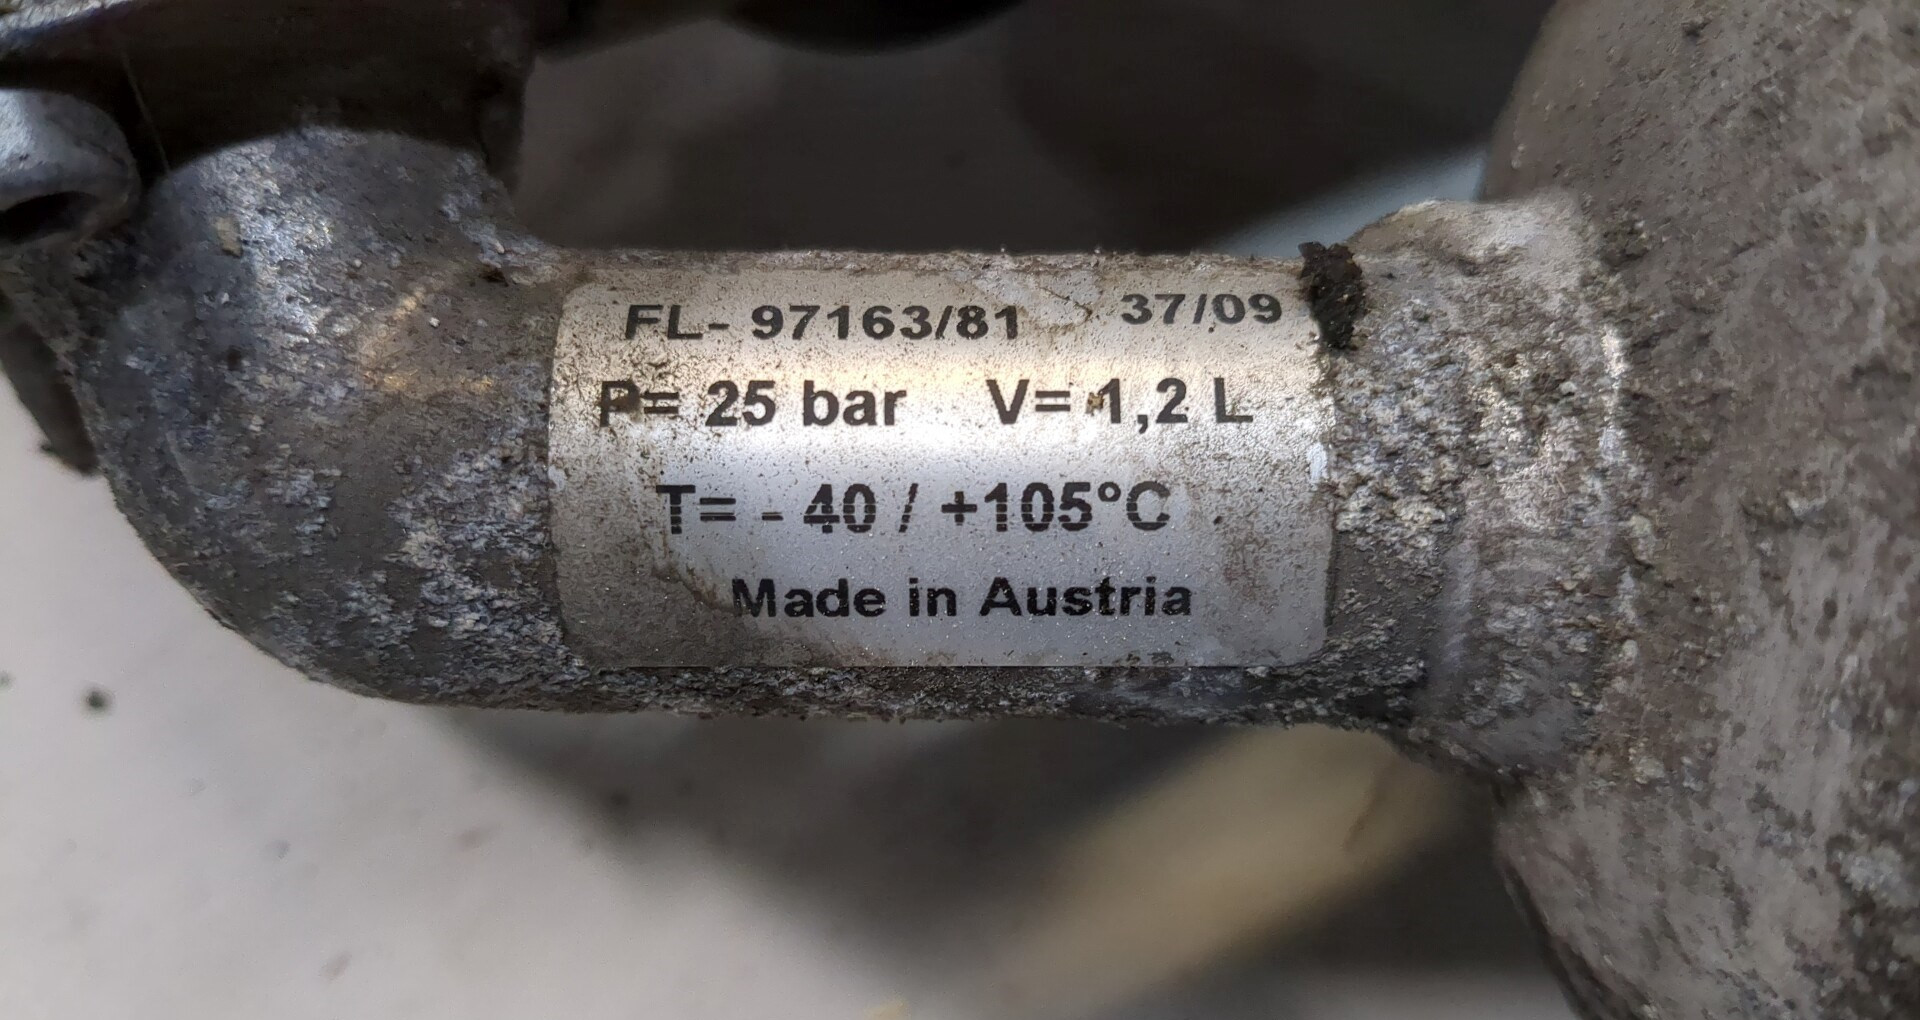 FL- 97163/81 37/09
P= 25 bar V= 1,2 L
T= - 40 / +105°C
Made in Austria